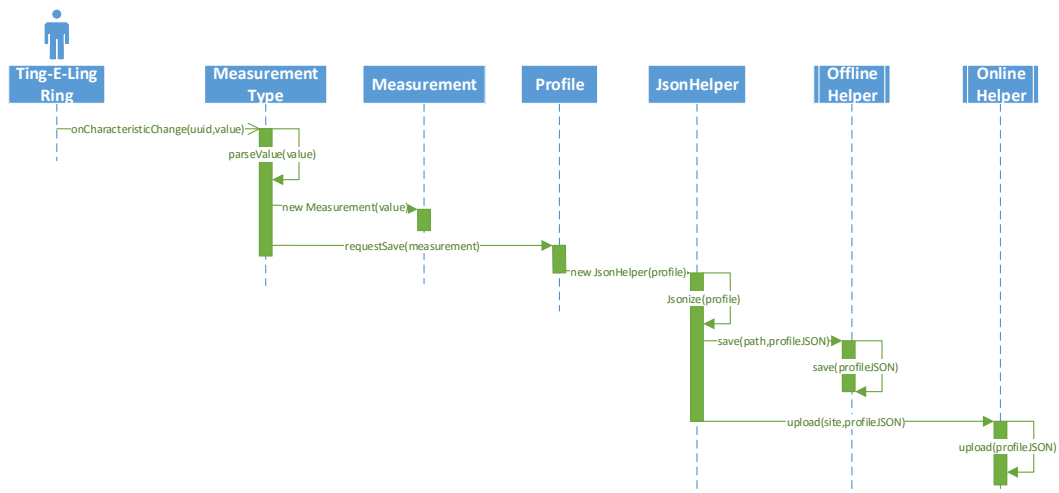 Ting-E-Ling
Ring
Measurement
Type
Measurement
Profile
JsonHelper
Offline
Helper
Online
Helper
onCharacteristicChange(uuid,value)
parseValue(value)
new Measurement(value)
requestSave(measurement)
new JsonHelper(profile)
Jsonize(profile)
save(path,profileJSON)
save(profileJSON)
upload(site,profileJSON)
upload(profileJSON)